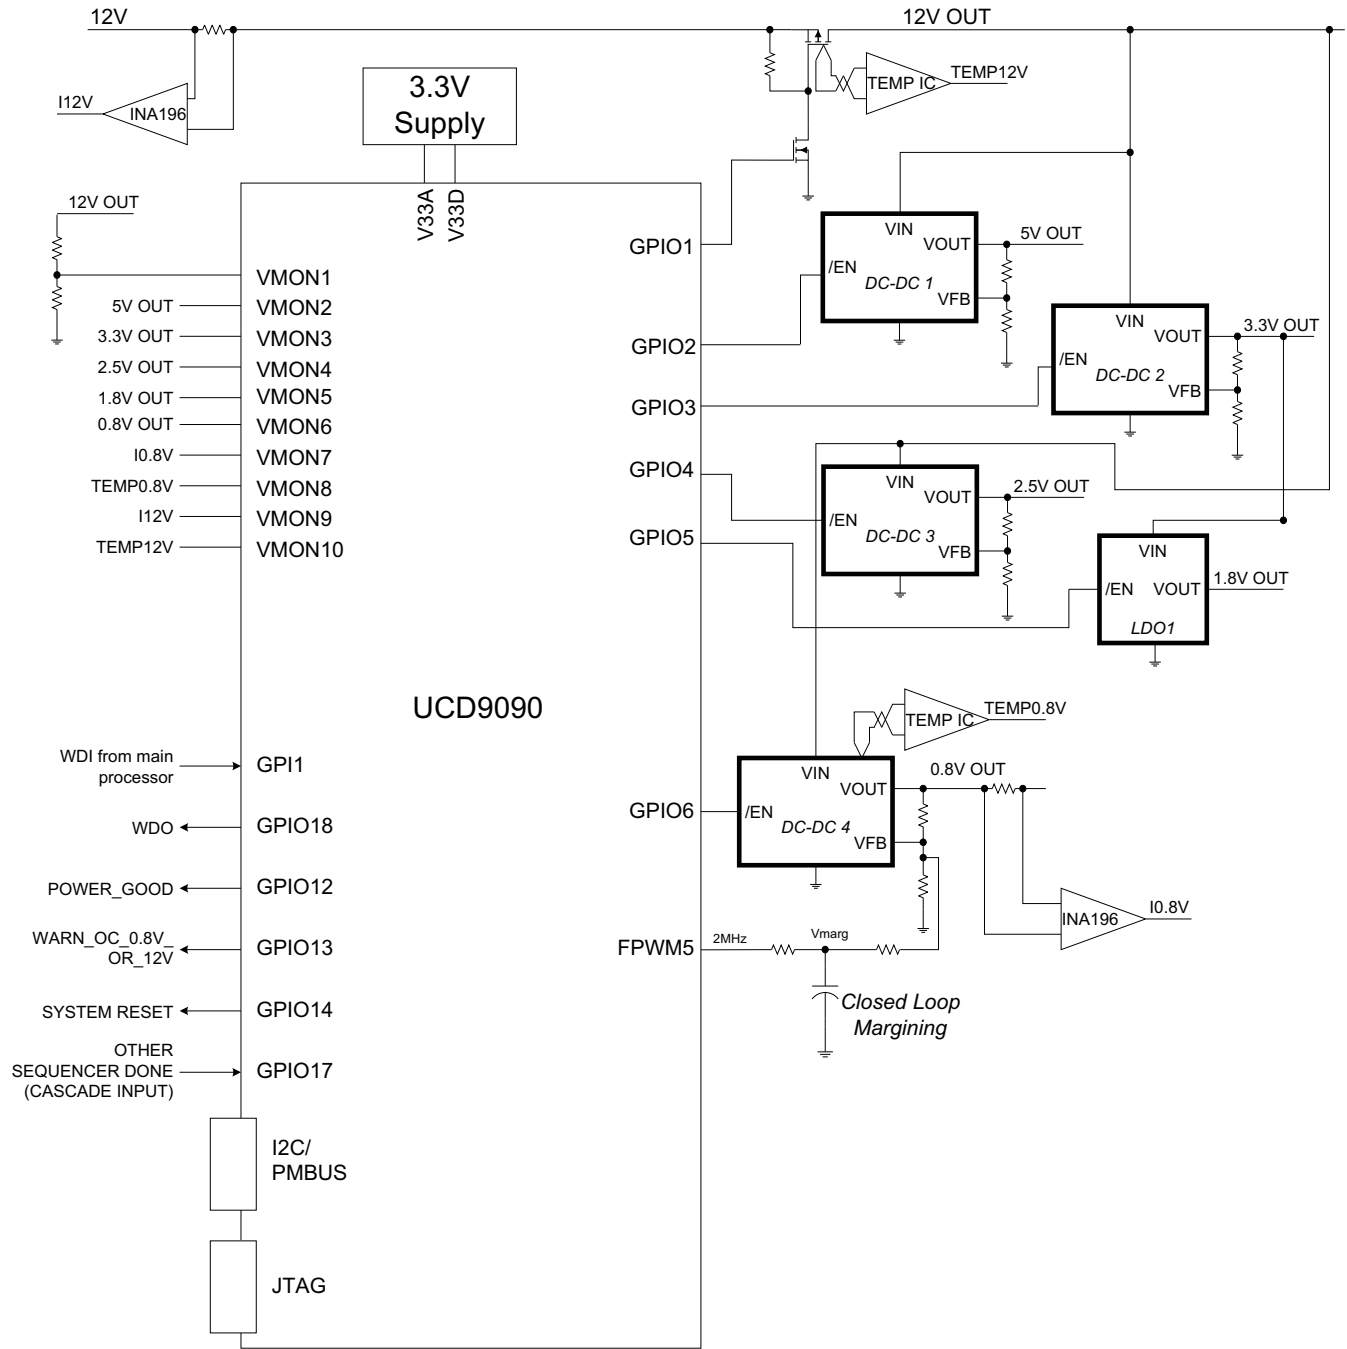 12V
12V OUT
TEMP IC
TEMP12V
I12V
INA196
3.3V
Supply
V33A
V33D
12V OUT
GPIO1
VMON1
5V OUT
VMON2
3.3V OUT
VMON3
2.5V OUT
VMON4
1.8V OUT
VMON5
0.8V OUT
VMON6
I0.8V
VMON7
TEMP0.8V
VMON8
I12V
VMON9
TEMP12V
VMON10
VIN
VOUT
5V OUT
/EN
DC-DC 1
VFB
GPIO2
VIN
VOUT
3.3V OUT
/EN
DC-DC 2
VFB
GPIO3
GPIO4
VIN
VOUT
2.5V OUT
/EN
DC-DC 3
VFB
GPIO5
VIN
/EN
VOUT
1.8V OUT
LDO1
UCD9090
TEMP IC
TEMP0.8V
WDI from main
processor
GPI1
VIN
VOUT
0.8V OUT
GPIO6
/EN
DC-DC 4
VFB
WDO
GPIO18
POWER_GOOD
GPIO12
INA196
I0.8V
WARN_OC_0.8V_
OR_12V
GPIO13
FPWM5
2MHz
Vmarg
Closed Loop
Margining
SYSTEM RESET
GPIO14
OTHER
SEQUENCER DONE
(CASCADE INPUT)
GPIO17
I2C/
PMBUS
JTAG